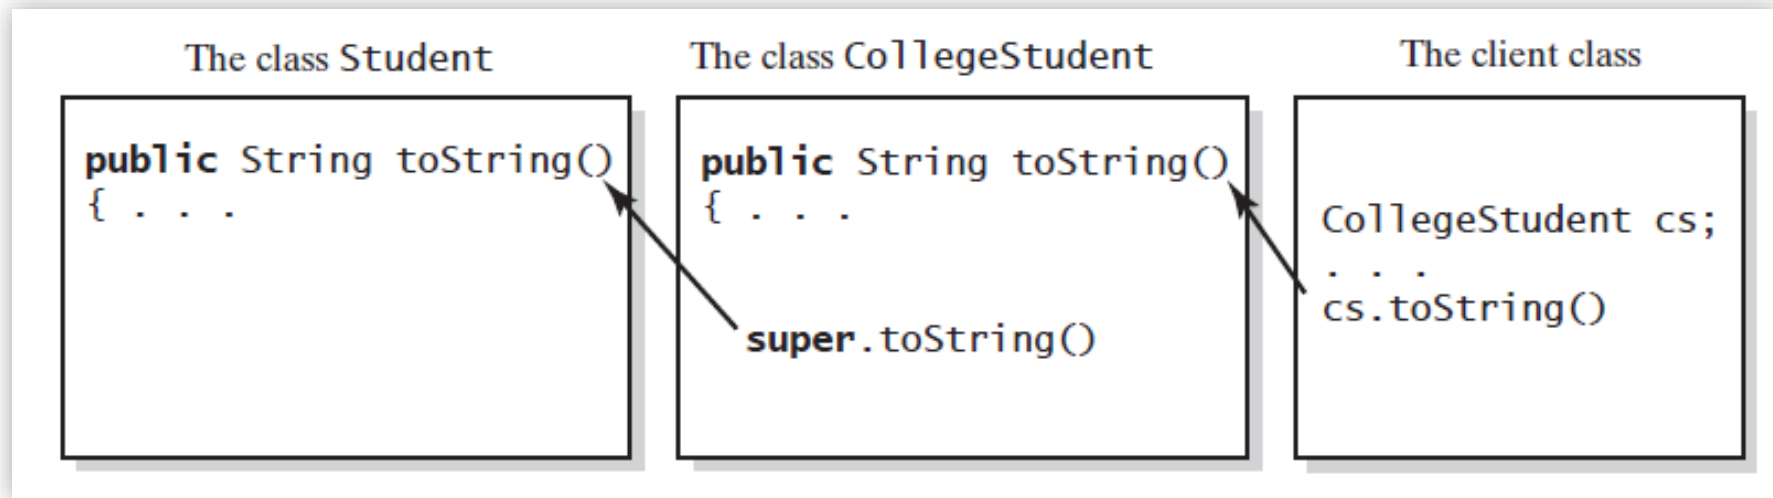 The class Student
public String toString()
{ . . .
The class CollegeStudent
public String toString()
{ . . .
super.toString()
The client class
CollegeStudent cs;
. . .
cs.toString()